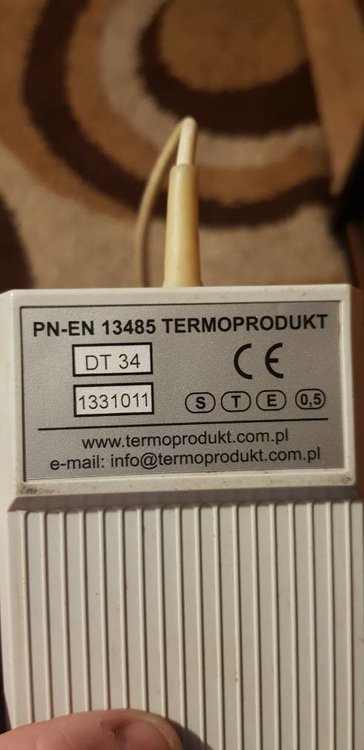 PN-EN 13485 TERMOPRODUKT
DT 34
CE
1331011
S T E 0,5
www.termoprodukt.com.pl
e-mail: info@termoprodukt.com.pl